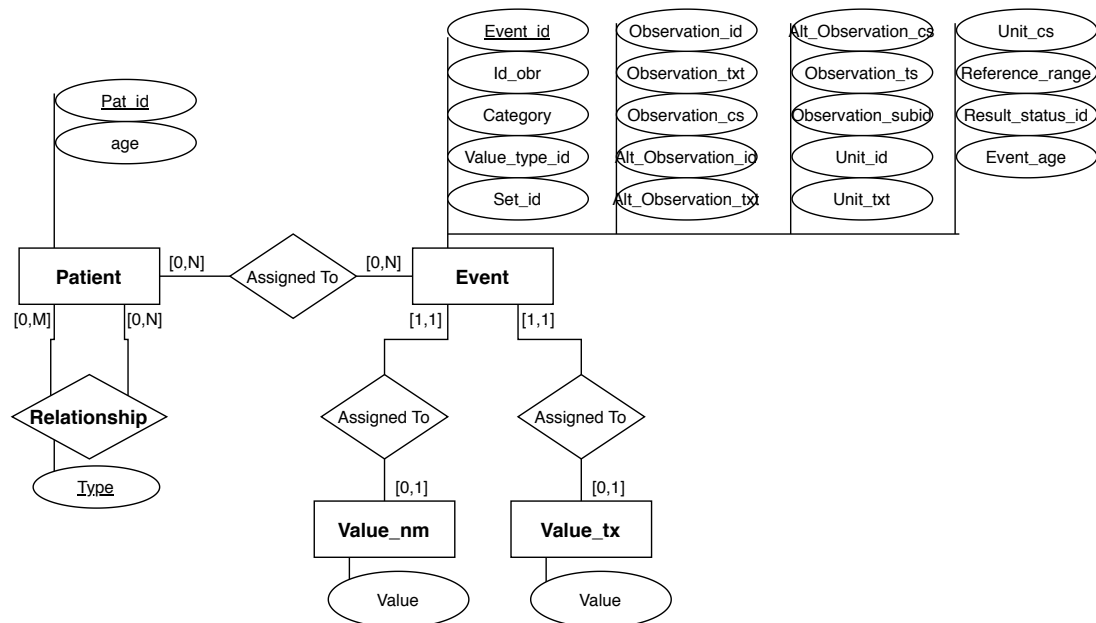 Event_id
Observation_id
Alt_Observation_cs
Unit_cs
Id_obr
Observation_txt
Observation_ts
Reference_range
Pat_id
Category
Observation_cs
Observation_subid
Result_status_id
age
Value_type_id
Alt_Observation_id
Unit_id
Event_age
Set_id
Alt_Observation_txt
Unit_txt
Patient
[0,N]
Assigned To
[0,N]
Event
[0,M]
[0,N]
[1,1]
[1,1]
Relationship
Assigned To
Assigned To
Type
[0,1]
[0,1]
Value_nm
Value_tx
Value
Value